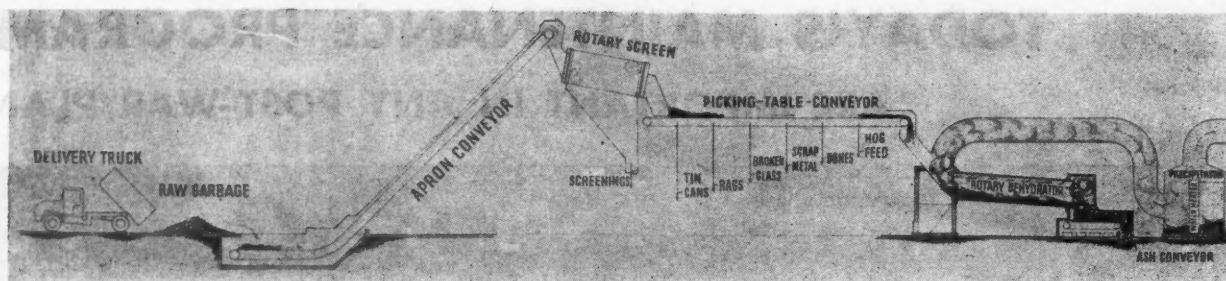 DELIVERY TRUCK
RAW GARBAGE
APRON CONVEYOR
ROTARY SCREEN
SCREENINGS
PICKING-TABLE-CONVEYOR
TIN
CANS
RAGS
BROKEN
GLASS
SCRAP
METAL
BONES
HOG
FEED
ROTARY DEHYDRATOR
ASH CONVEYOR